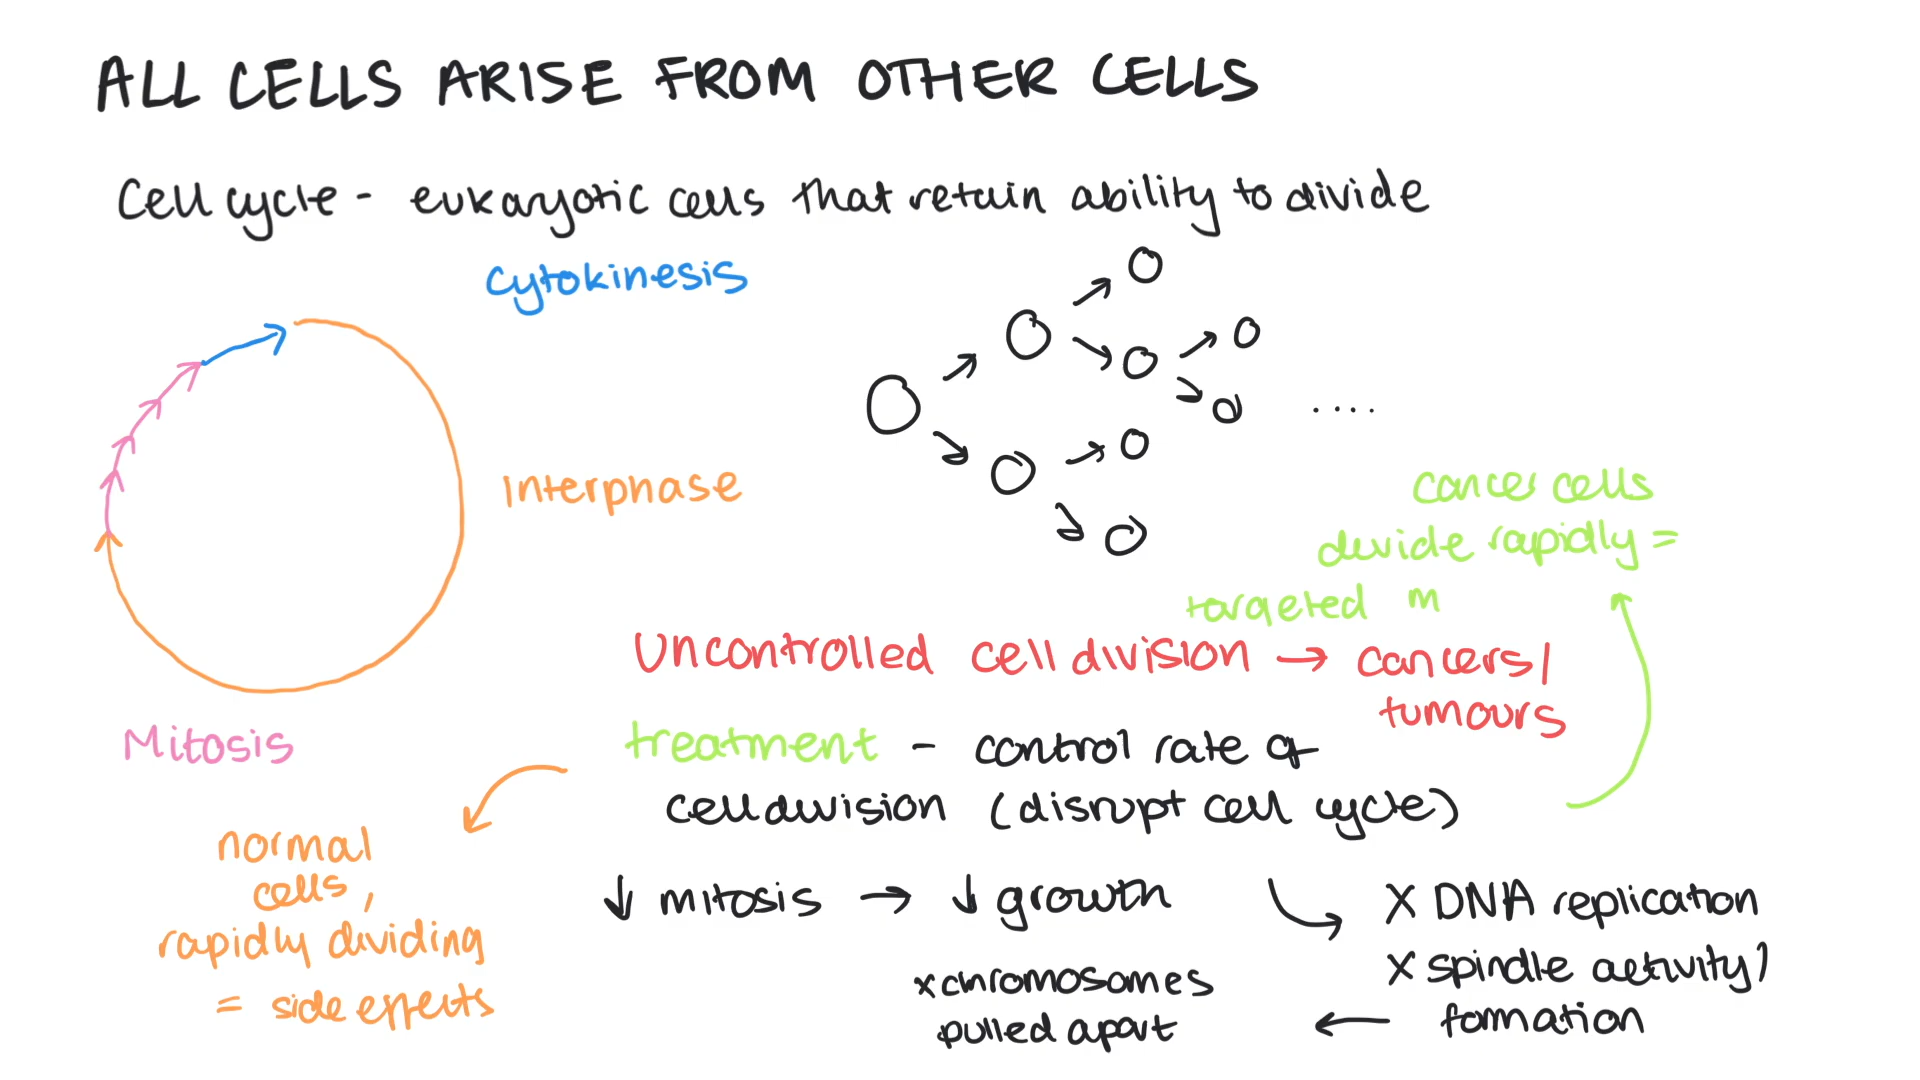 ALL CELLS ARISE FROM OTHER CELLS
Cell cycle - eukaryotic cells that retain ability to divide
Cytokinesis
Interphase
Mitosis
....
cancer cells
divide rapidly =
targeted m
Uncontrolled cell division → cancers/
tumours
treatment - control rate of
cell division (disrupt cell cycle)
↓ mitosis → ↓ growth
X DNA replication
X spindle activity/
formation
x chromosomes
pulled apart
normal
cells,
rapidly dividing
= side effects